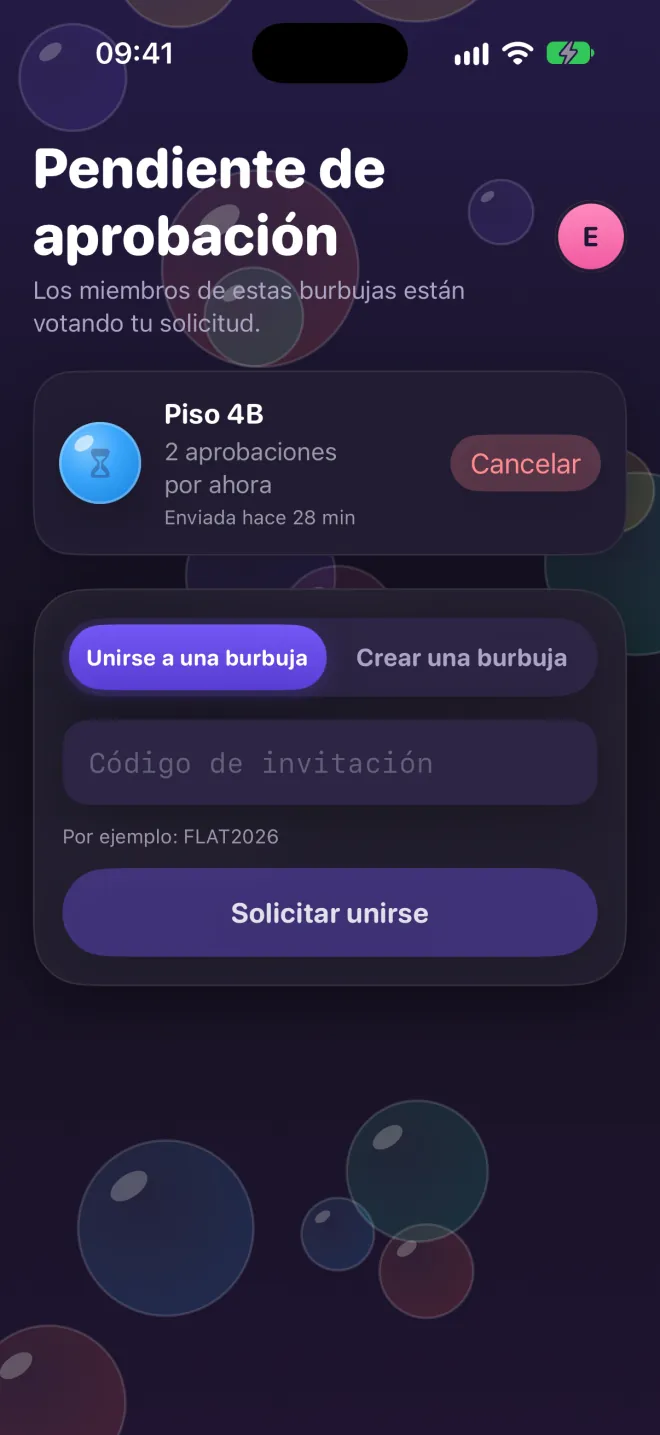 09:41
Pendiente de
aprobación
E
Los miembros de estas burbujas están
votando tu solicitud.
Piso 4B
2 aprobaciones
por ahora
Enviada hace 28 min
Cancelar
Unirse a una burbuja
Crear una burbuja
Código de invitación
Por ejemplo: FLAT2026
Solicitar unirse